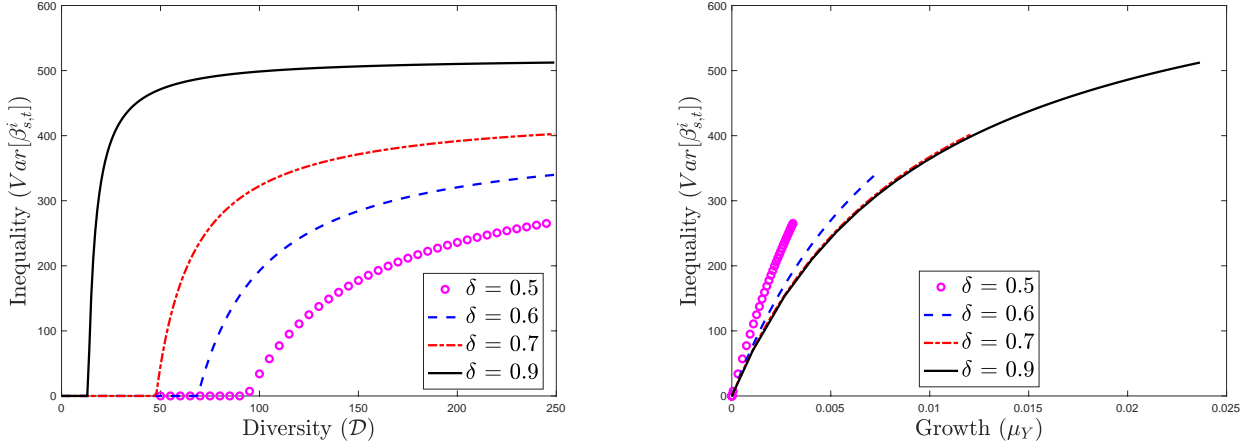 600
500
400
300
200
100
0
Inequality (Var[β^i_{s,t}])
0
50
100
150
200
250
Diversity (𝒟)
δ = 0.5
δ = 0.6
δ = 0.7
δ = 0.9
600
500
400
300
200
100
0
Inequality (Var[β^i_{s,t}])
0
0.005
0.01
0.015
0.02
0.025
Growth (μ_Y)
δ = 0.5
δ = 0.6
δ = 0.7
δ = 0.9